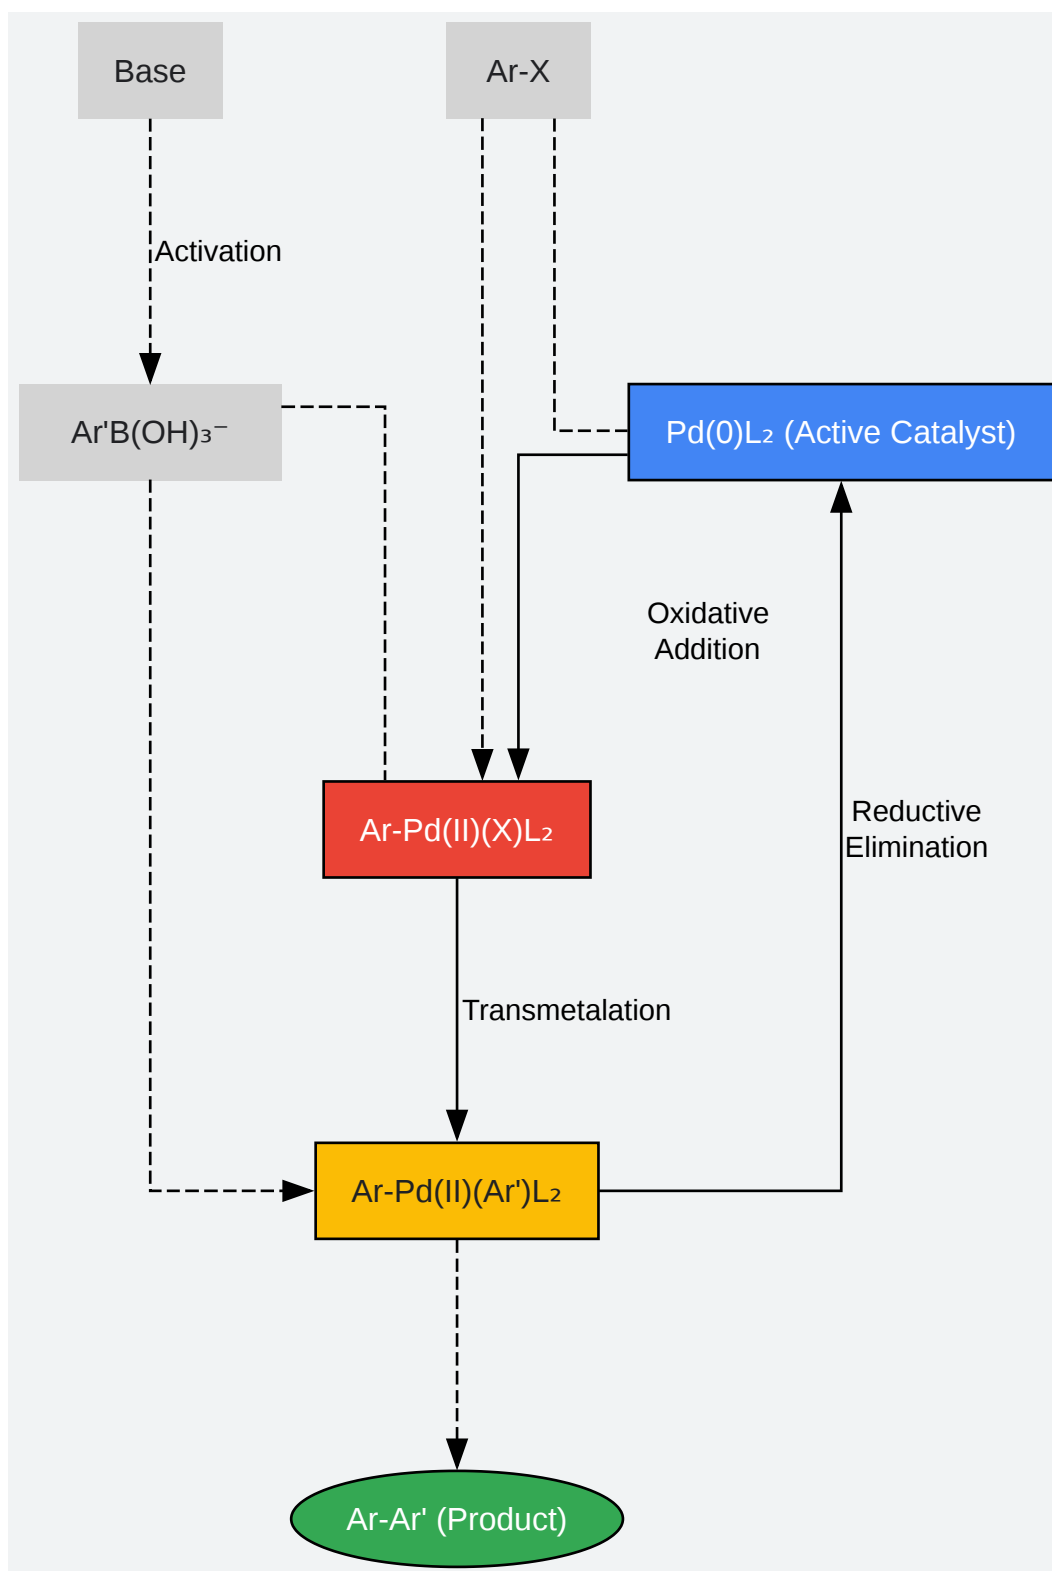 Base
Ar-X
Activation
Ar'B(OH)₃⁻
Pd(0)L₂ (Active Catalyst)
Oxidative
Addition
Reductive
Elimination
Ar-Pd(II)(X)L₂
Transmetalation
Ar-Pd(II)(Ar')L₂
Ar-Ar' (Product)